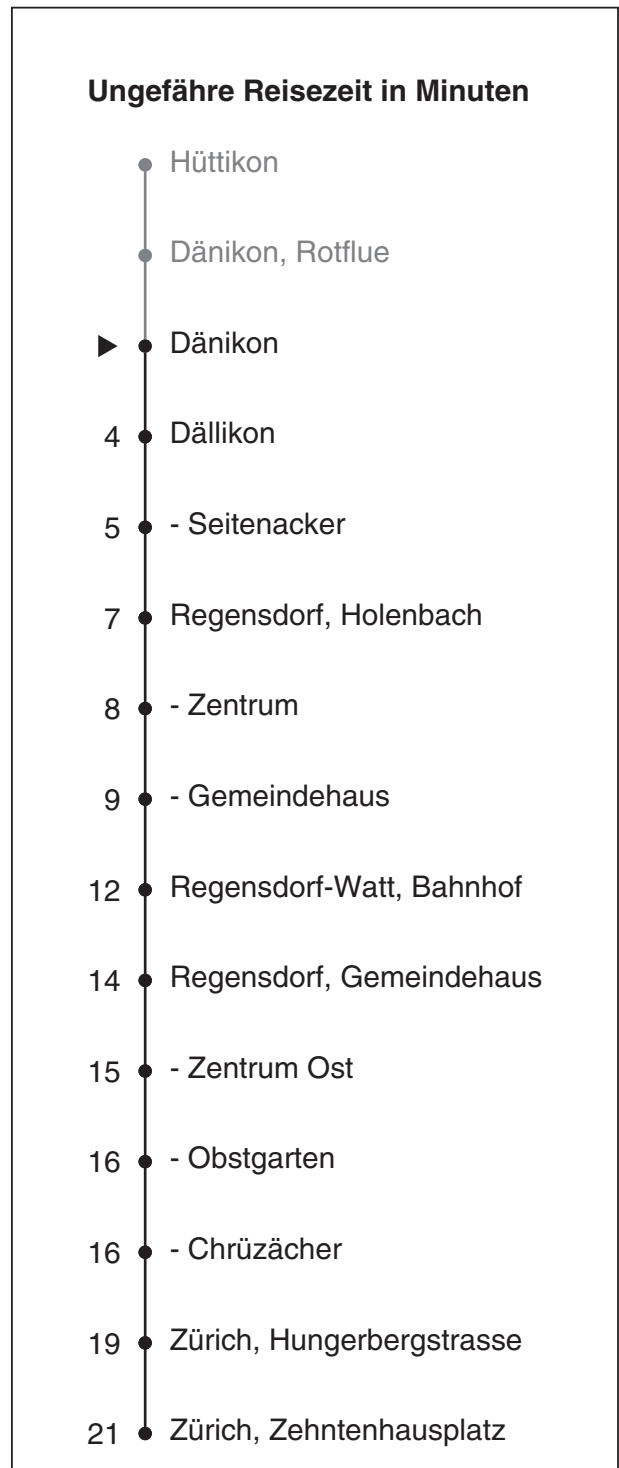 Ungefähre Reisezeit in Minuten
Hüttikon
Dänikon, Rotflue
Dänikon
4 Dällikon
5 - Seitenacker
7 Regensdorf, Holenbach
8 - Zentrum
9 - Gemeindehaus
12 Regensdorf-Watt, Bahnhof
14 Regensdorf, Gemeindehaus
15 - Zentrum Ost
16 - Obstgarten
16 - Chrüzächer
19 Zürich, Hungerbergstrasse
21 Zürich, Zehntenhausplatz